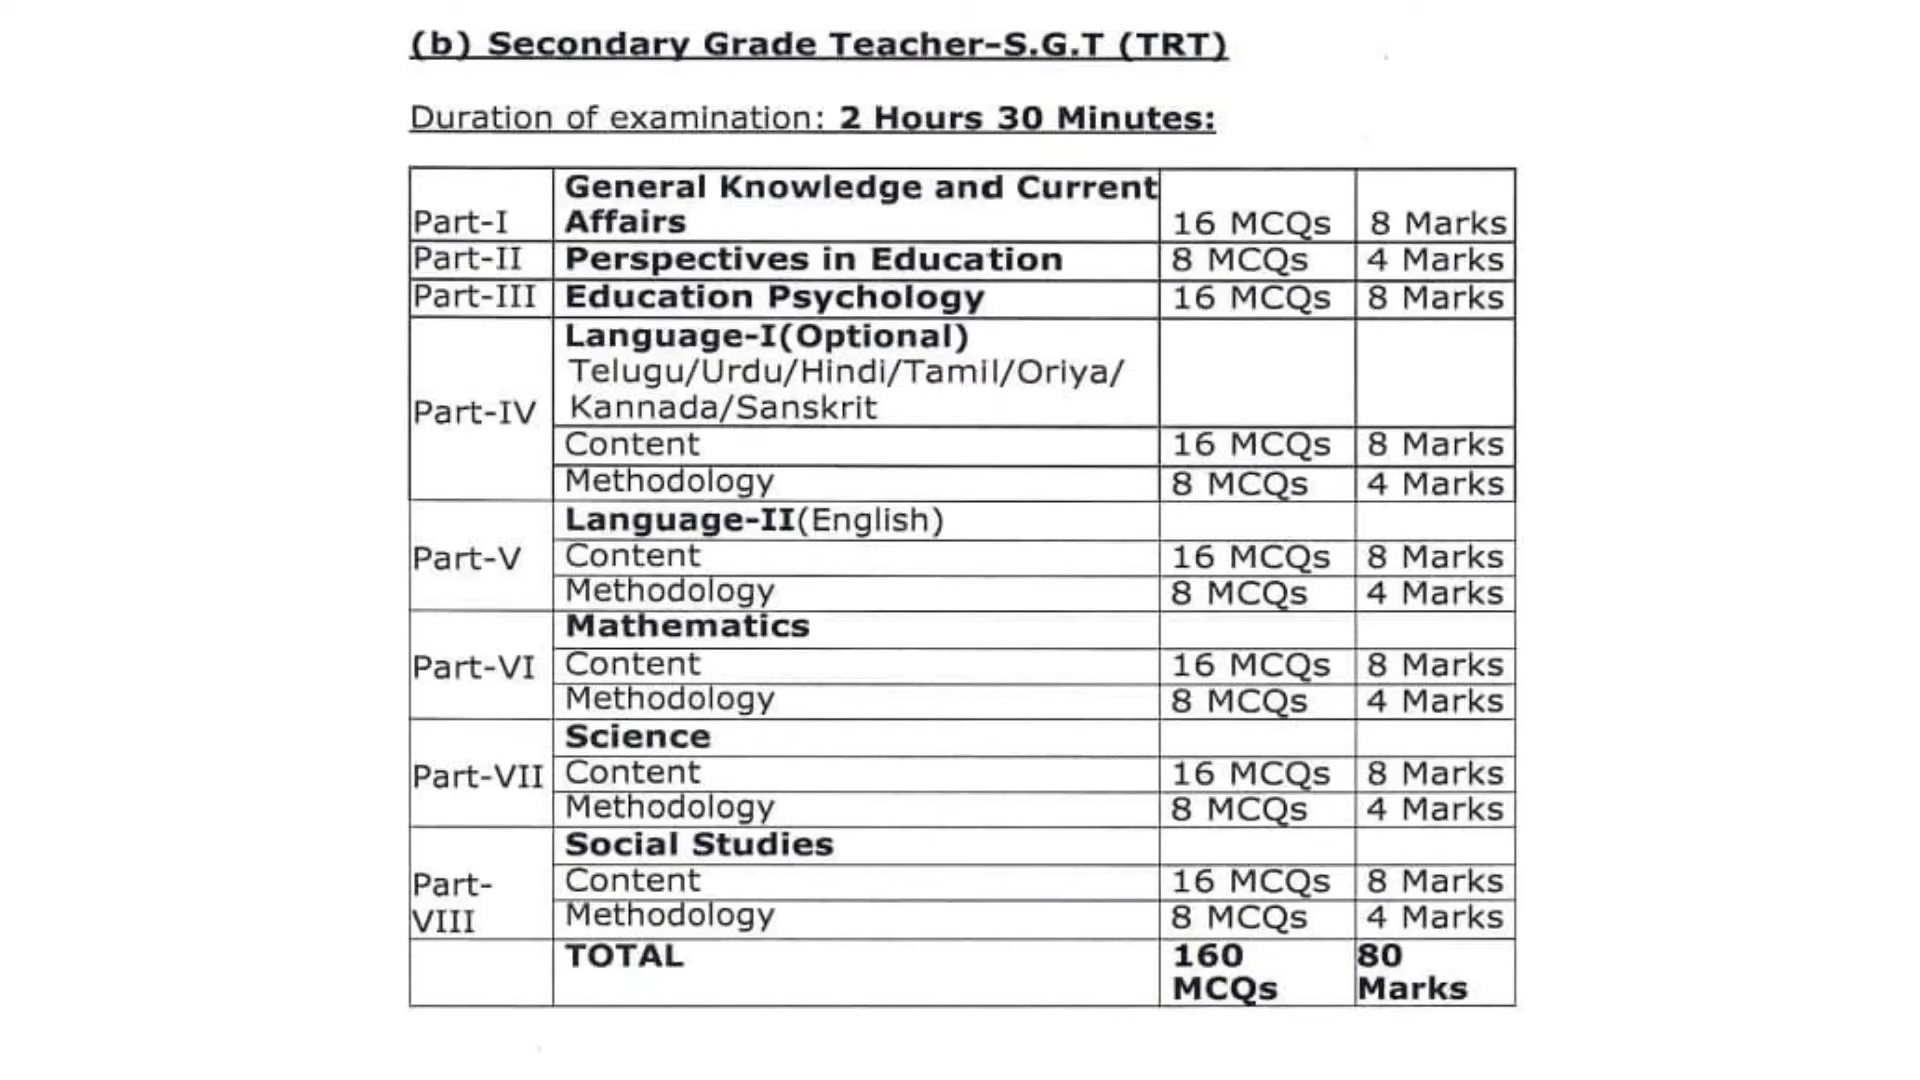 (b) Secondary Grade Teacher-S.G.T (TRT)
Duration of examination: 2 Hours 30 Minutes:
General Knowledge and Current
Part-I Affairs 16 MCQs 8 Marks
Part-II Perspectives in Education 8 MCQs 4 Marks
Part-III Education Psychology 16 MCQs 8 Marks
Language-I(Optional)
Telugu/Urdu/Hindi/Tamil/Oriya/
Part-IV Kannada/Sanskrit
Content 16 MCQs 8 Marks
Methodology 8 MCQs 4 Marks
Language-II(English)
Part-V Content 16 MCQs 8 Marks
Methodology 8 MCQs 4 Marks
Mathematics
Part-VI Content 16 MCQs 8 Marks
Methodology 8 MCQs 4 Marks
Science
Part-VII Content 16 MCQs 8 Marks
Methodology 8 MCQs 4 Marks
Social Studies
Part- Content 16 MCQs 8 Marks
VIII Methodology 8 MCQs 4 Marks
TOTAL 160 80
MCQs Marks